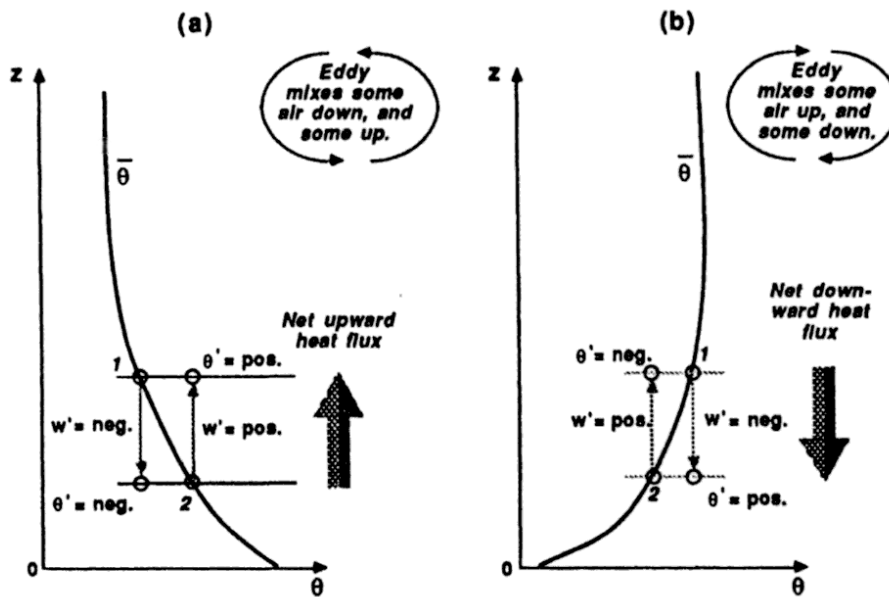 (a)
z
Eddy
mixes some
air down, and
some up.
θ̅
Net upward
heat flux
1
θ' = pos.
w' = neg.
w' = pos.
θ' = neg.
2
0
θ
(b)
z
Eddy
mixes some
air up, and
some down.
θ̅
Net down-
ward heat
flux
θ' = neg.
1
w' = pos.
w' = neg.
2
θ' = pos.
0
θ